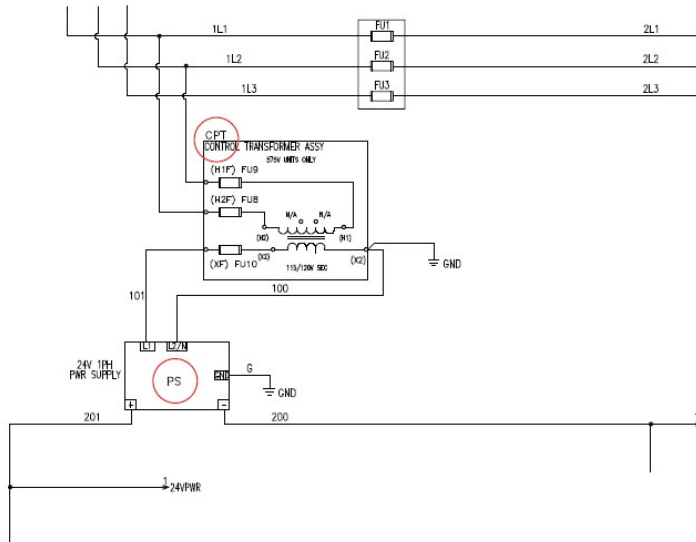 1L1
FU1
2L1
1L2
FU2
2L2
1L3
FU3
2L3
CPT
CONTROL TRANSFORMER ASSY
575V UNITS ONLY
(H1F) FU9
(H2F) FU8
N/A
N/A
(H2)
(H1)
(XF) FU10
(X2)
(X2)
115/120V SEC
GND
101
100
L1
L2/N
24V 1PH
PWR SUPPLY
PS
GND
G
GND
+
-
201
200
1
24VPWR